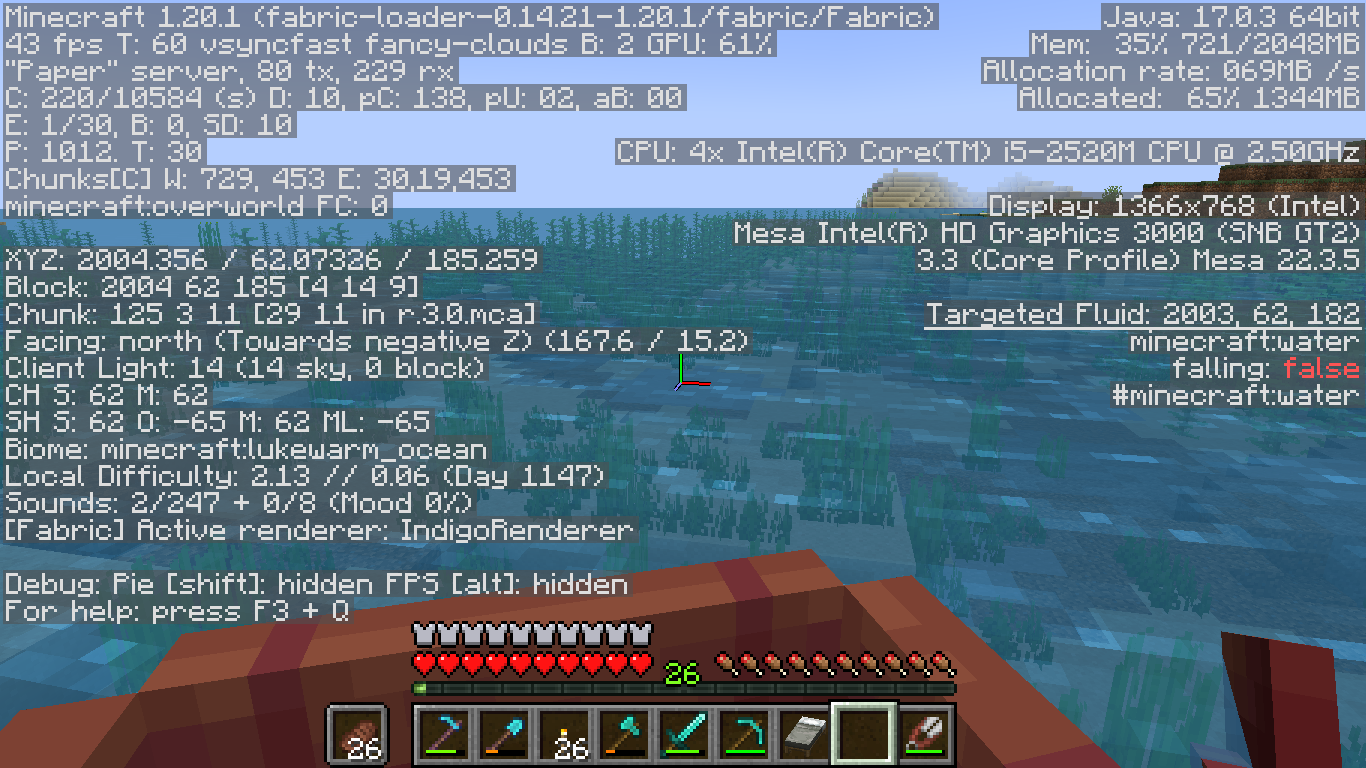 Minecraft 1.20.1 (fabric-loader-0.14.21-1.20.1/fabric/Fabric)
43 fps T: 60 vsyncfast fancy-clouds B: 2 GPU: 61%
"Paper" server, 80 tx, 229 rx
C: 220/10584 (s) D: 10, pC: 138, pU: 02, aB: 00
E: 1/30, B: 0, SD: 10
P: 1012. T: 30
Chunks[C] W: 729, 453 E: 30,19,453
minecraft:overworld FC: 0
XYZ: 2004.356 / 62.07326 / 185.259
Block: 2004 62 185 [4 14 9]
Chunk: 125 3 11 [29 11 in r.3.0.mca]
Facing: north (Towards negative Z) (167.6 / 15.2)
Client Light: 14 (14 sky, 0 block)
CH S: 62 M: 62
SH S: 62 O: -65 M: 62 ML: -65
Biome: minecraft:lukewarm_ocean
Local Difficulty: 2.13 // 0.06 (Day 1147)
Sounds: 2/247 + 0/8 (Mood 0%)
[Fabric] Active renderer: IndigoRenderer
Debug: Pie [shift]: hidden FPS [alt]: hidden
For help: press F3 + Q
Java: 17.0.3 64bit
Mem: 35% 721/2048MB
Allocation rate: 069MB /s
Allocated: 65% 1344MB
CPU: 4x Intel(R) Core(TM) i5-2520M CPU @ 2.50GHz
Display: 1366x768 (Intel)
Mesa Intel(R) HD Graphics 3000 (SNB GT2)
3.3 (Core Profile) Mesa 22.3.5
Targeted Fluid: 2003, 62, 182
minecraft:water
falling: false
#minecraft:water
26
26
26